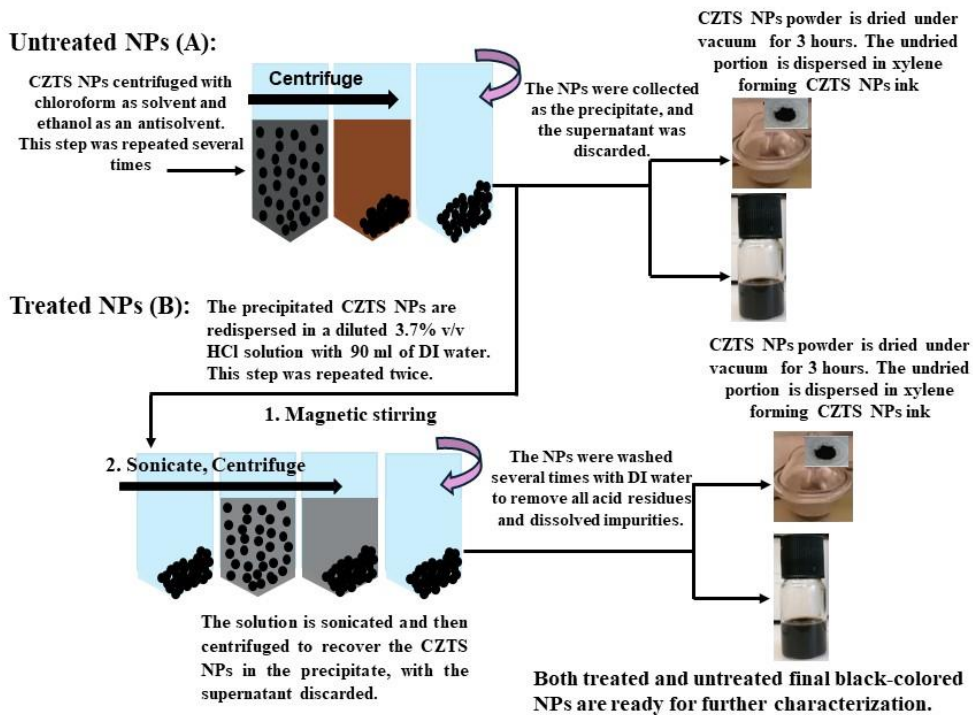 Untreated NPs (A):
CZTS NPs centrifuged with
chloroform as solvent and
ethanol as an antisolvent.
This step was repeated several
times
Centrifuge
The NPs were collected
as the precipitate, and
the supernatant was
discarded.
CZTS NPs powder is dried under
vacuum for 3 hours. The undried
portion is dispersed in xylene
forming CZTS NPs ink
Treated NPs (B):
The precipitated CZTS NPs are
redispersed in a diluted 3.7% v/v
HCl solution with 90 ml of DI water.
This step was repeated twice.
1. Magnetic stirring
2. Sonicate, Centrifuge
The NPs were washed
several times with DI water
to remove all acid residues
and dissolved impurities.
CZTS NPs powder is dried under
vacuum for 3 hours. The undried
portion is dispersed in xylene
forming CZTS NPs ink
The solution is sonicated and then
centrifuged to recover the CZTS
NPs in the precipitate, with the
supernatant discarded.
Both treated and untreated final black-colored
NPs are ready for further characterization.